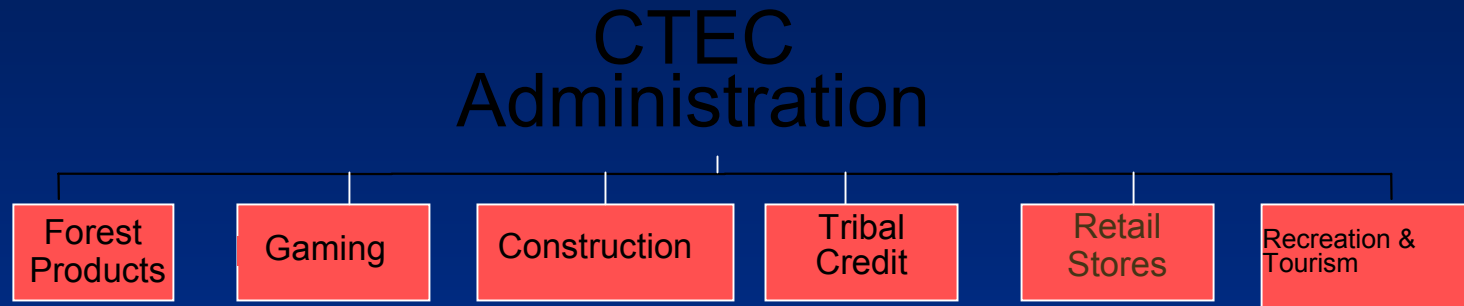 CTEC
Administration
Forest
Products
Gaming
Construction
Tribal
Credit
Retail
Stores
Recreation &
Tourism